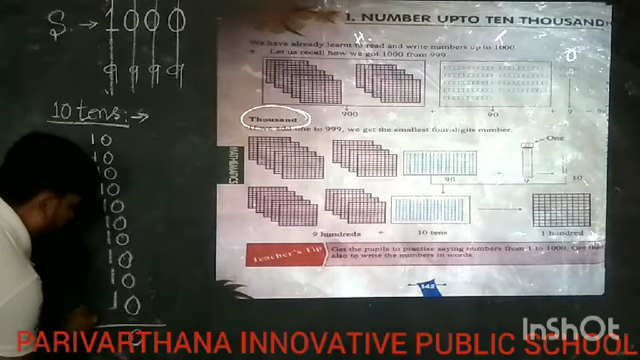 S. → 1000
9999
10 tens: →
10
10
10
10
10
10
10
10
10
0
1. NUMBER UPTO TEN THOUSAND
H T O
We have already learnt to read and write numbers up to 1000.
Let us recall how we got 1000 from 999
900 + 90 + 9
Thousand
If we add one to 999, we get the smallest four-digits number.
One
90 9 10
MATHEMATICS
9 hundreds + 10 tens 1 hundred
Teacher's Tip
Get the pupils to practise saying numbers from 1 to 1000. Get them
also to write the numbers in words.
142
InShOt
PARIVARTHANA INNOVATIVE PUBLIC SCHOOL